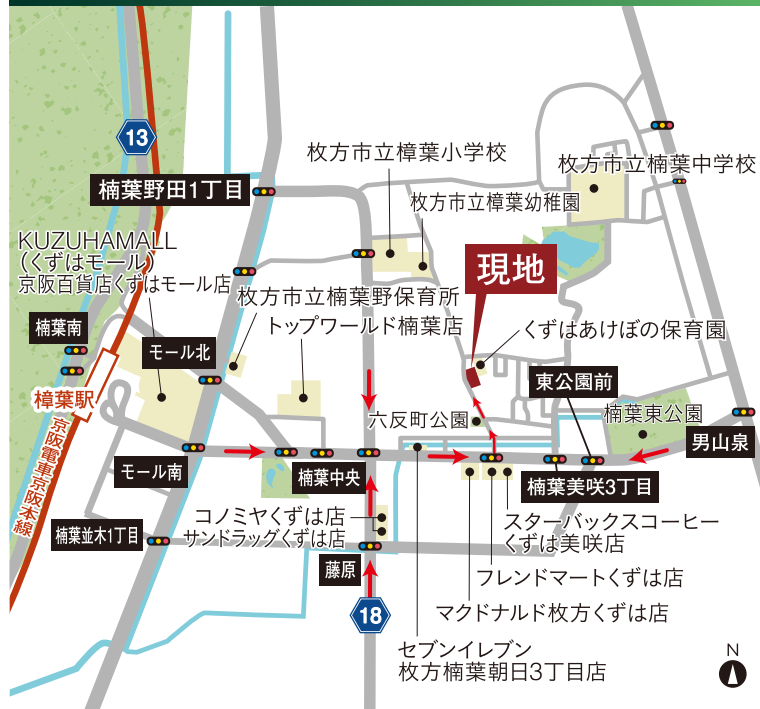 13
枚方市立樟葉小学校
枚方市立楠葉中学校
楠葉野田1丁目
枚方市立樟葉幼稚園
KUZUHAMALL
(くずはモール)
京阪百貨店くずはモール店
現地
枚方市立楠葉野保育所
トップワールド楠葉店
くずはあけぼの保育園
楠葉南
モール北
東公園前
樟葉駅
六反町公園
楠葉東公園
京阪電車京阪本線
男山泉
モール南
楠葉中央
楠葉美咲3丁目
コノミヤくずは店
サンドラッグくずは店
スターバックスコーヒー
くずは美咲店
楠葉並木1丁目
藤原
フレンドマートくずは店
マクドナルド枚方くずは店
18
セブンイレブン
枚方楠葉朝日3丁目店
N